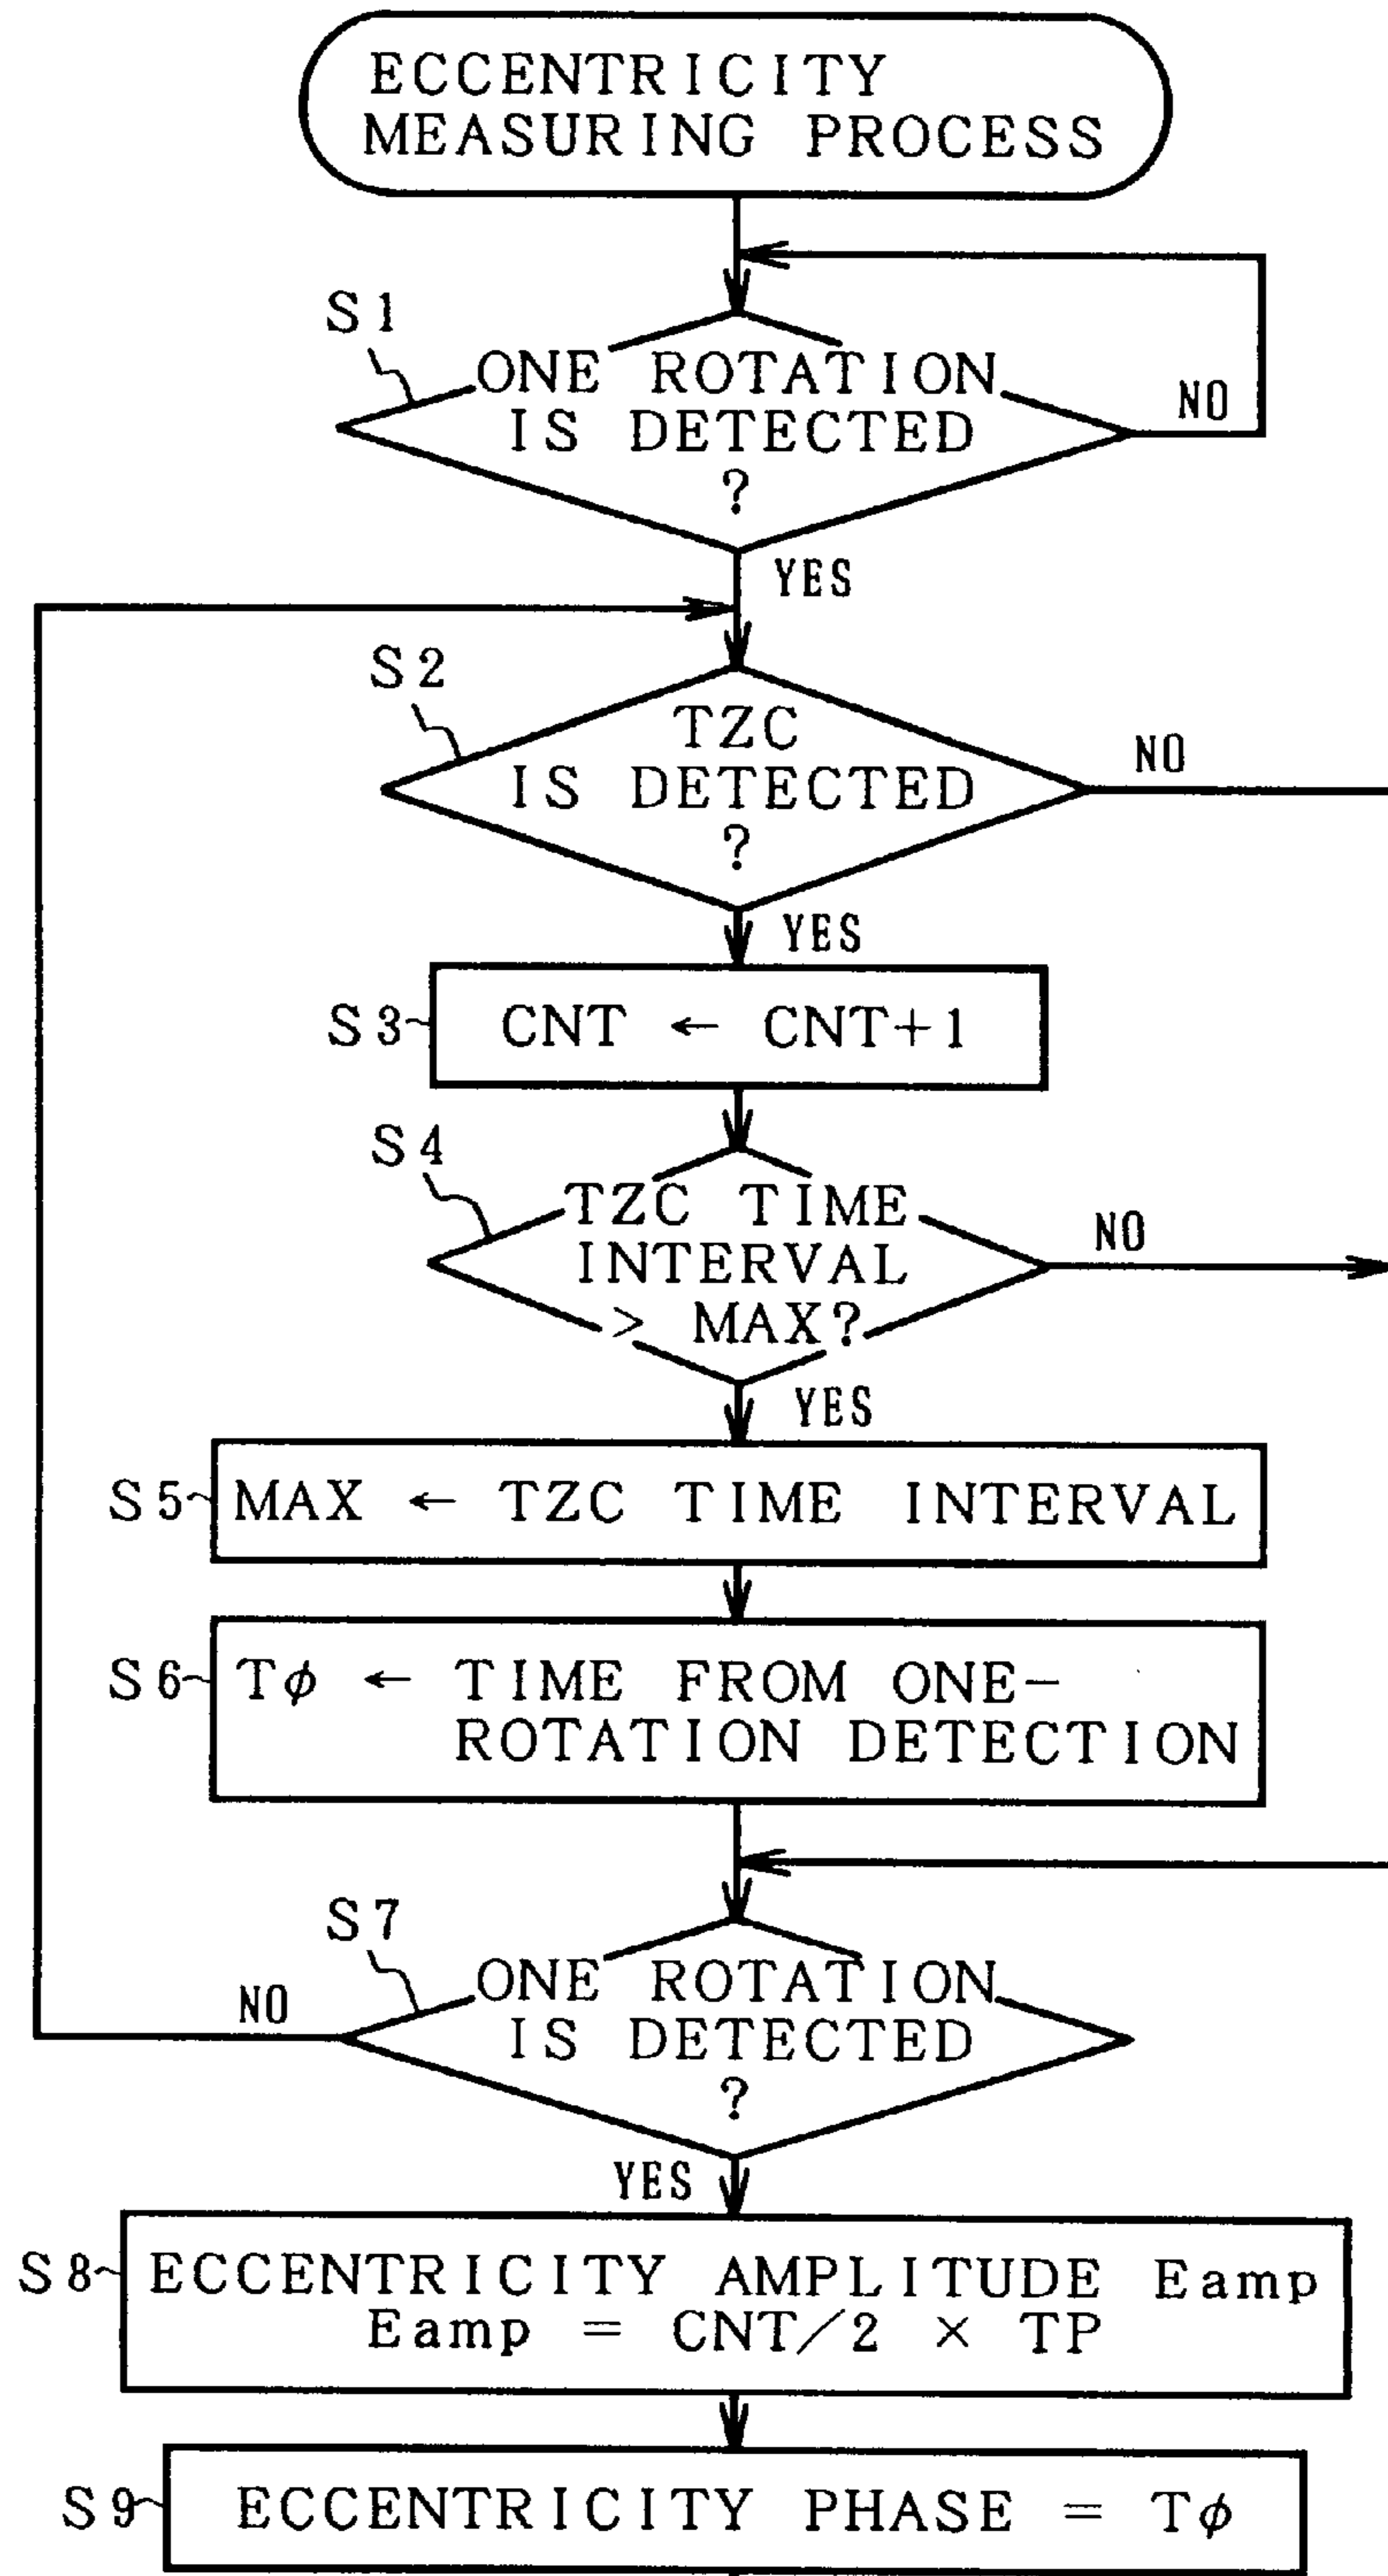 ECCENTRICITY
MEASURING PROCESS
S1
ONE ROTATION
IS DETECTED
?
NO
YES
S2
TZC
IS DETECTED
?
NO
YES
S3
CNT ← CNT+1
S4
TZC TIME
INTERVAL
> MAX?
NO
YES
S5
MAX ← TZC TIME INTERVAL
S6
Tϕ ← TIME FROM ONE-
ROTATION DETECTION
S7
ONE ROTATION
IS DETECTED
?
NO
YES
S8
ECCENTRICITY AMPLITUDE Eamp
Eamp = CNT/2 × TP
S9
ECCENTRICITY PHASE = Tϕ